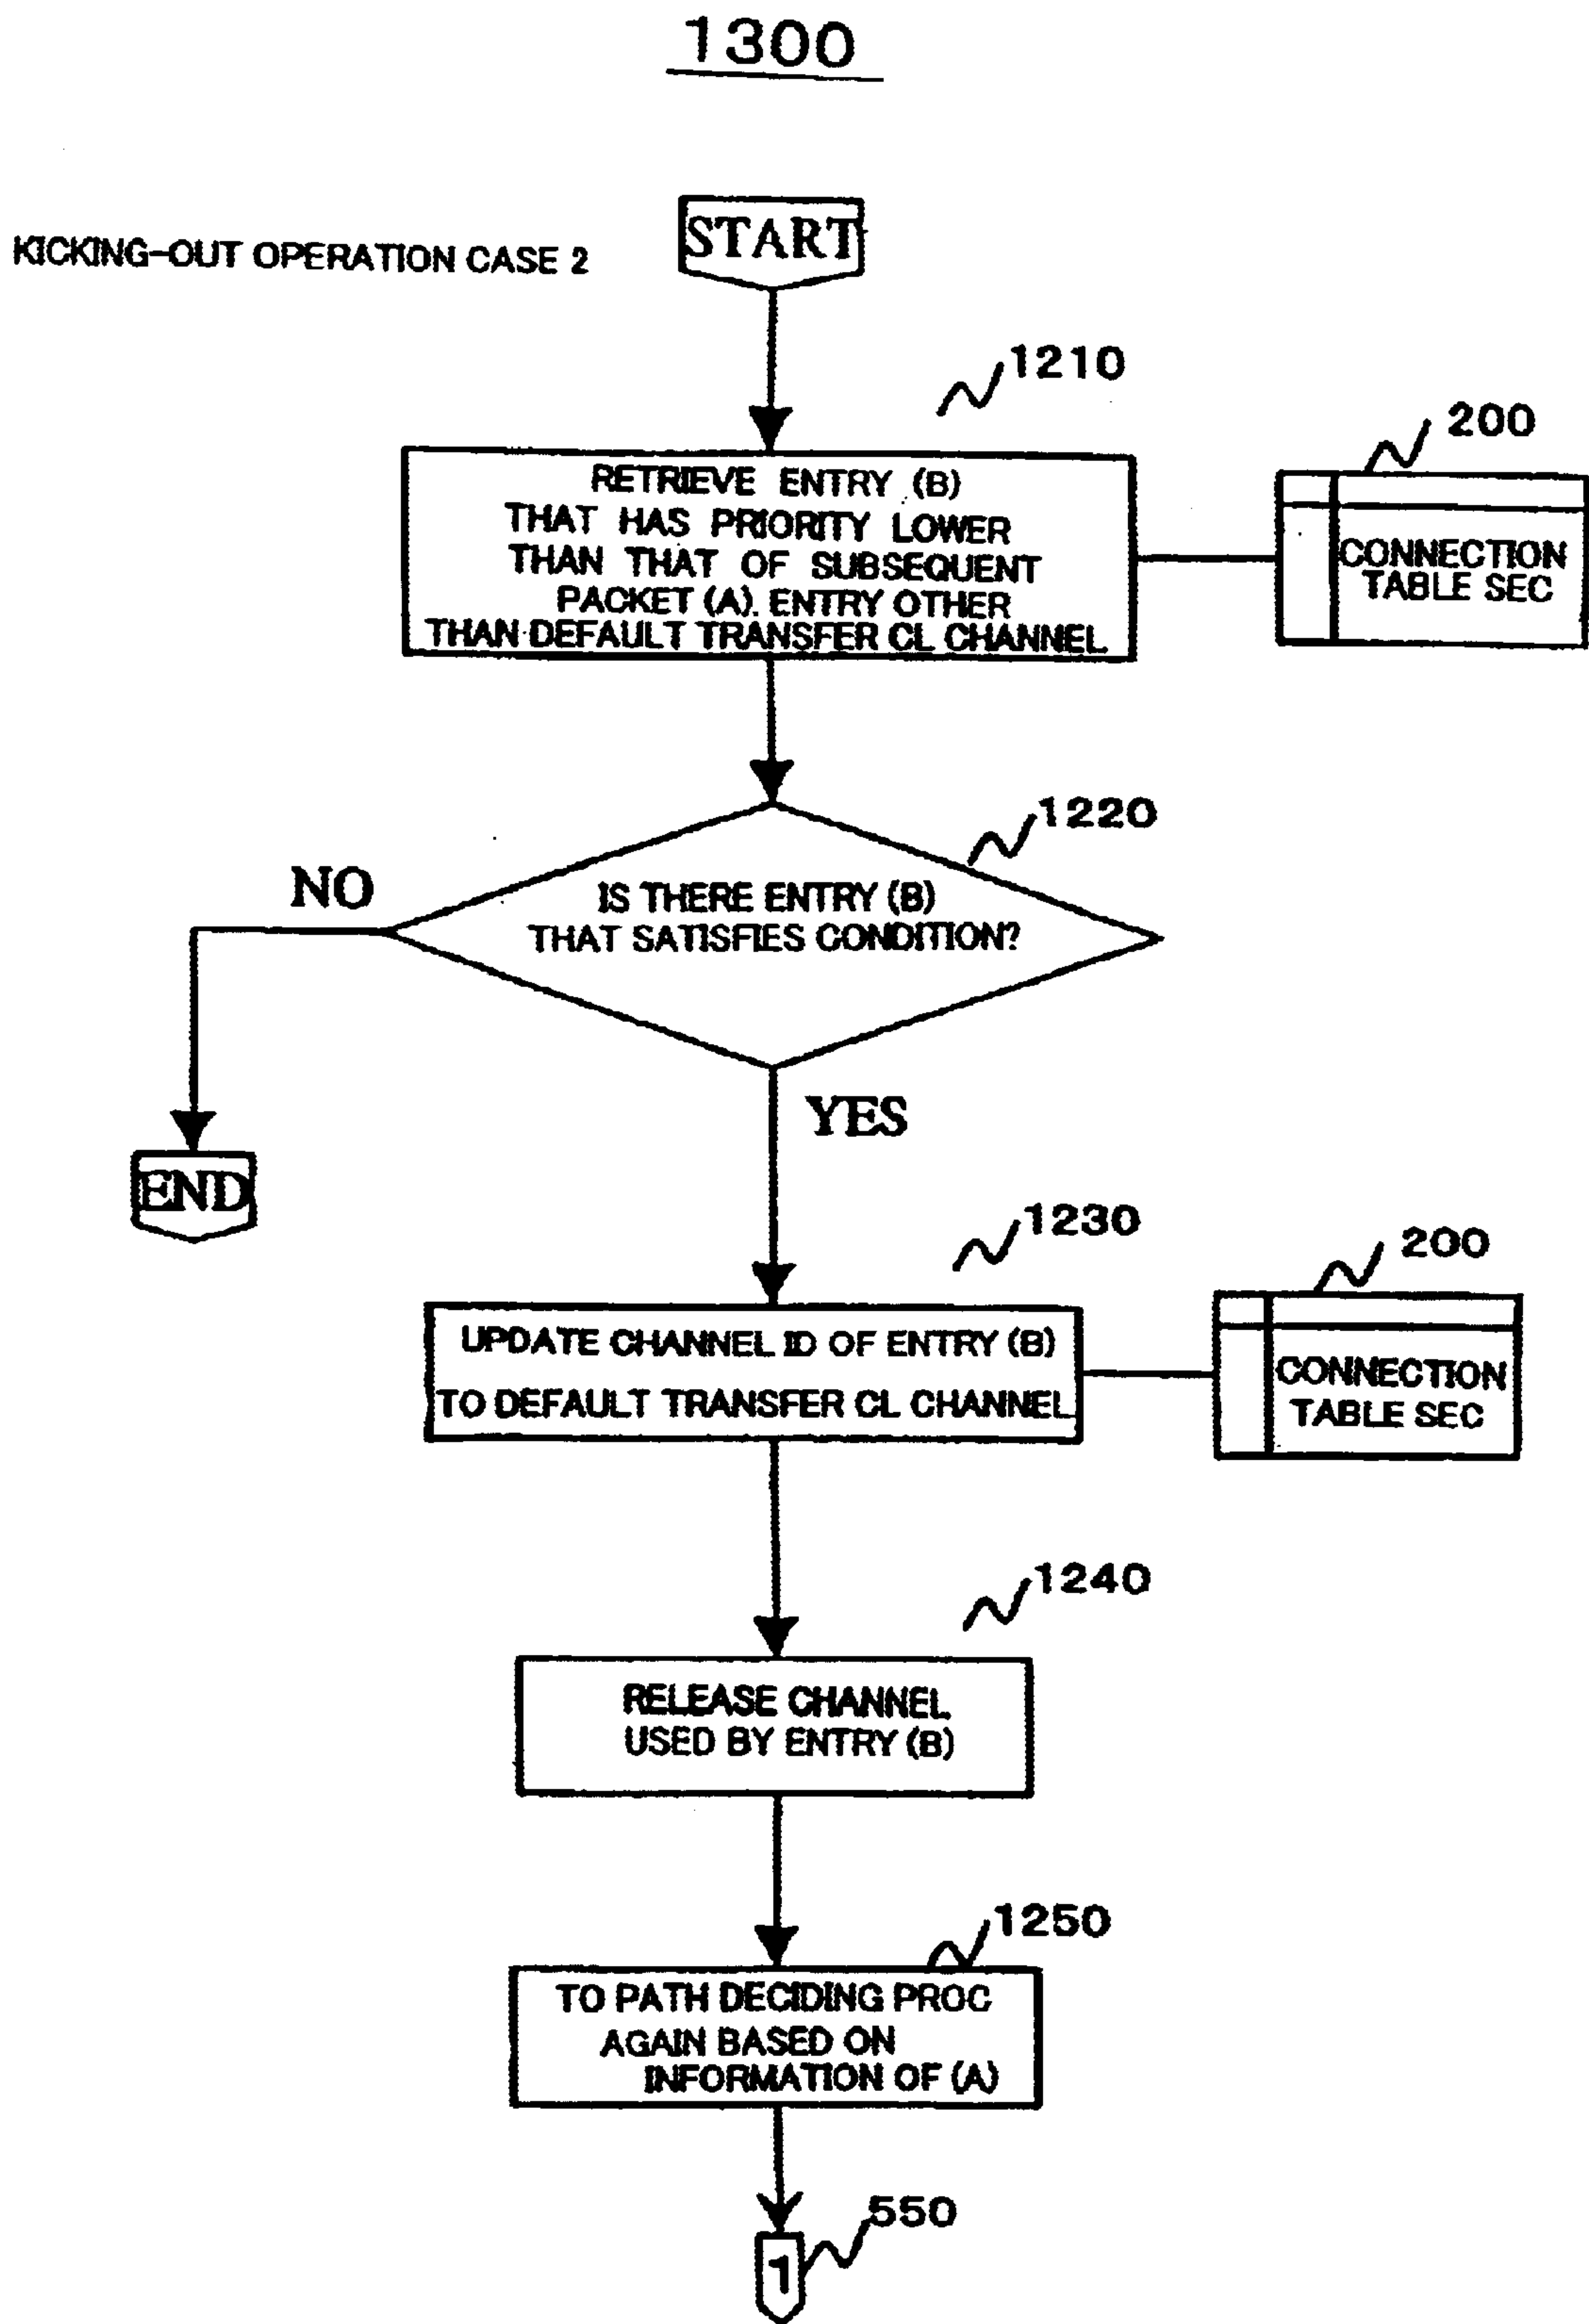 1300
KICKING-OUT OPERATION CASE 2
START
1210
RETRIEVE ENTRY (B)
THAT HAS PRIORITY LOWER
THAN THAT OF SUBSEQUENT
PACKET (A). ENTRY OTHER
THAN DEFAULT TRANSFER CL CHANNEL
200
CONNECTION
TABLE SEC
1220
IS THERE ENTRY (B)
THAT SATISFIES CONDITION?
NO
END
YES
1230
UPDATE CHANNEL ID OF ENTRY (B)
TO DEFAULT TRANSFER CL CHANNEL
200
CONNECTION
TABLE SEC
1240
RELEASE CHANNEL
USED BY ENTRY (B)
1250
TO PATH DECIDING PROC
AGAIN BASED ON
INFORMATION OF (A)
550
1